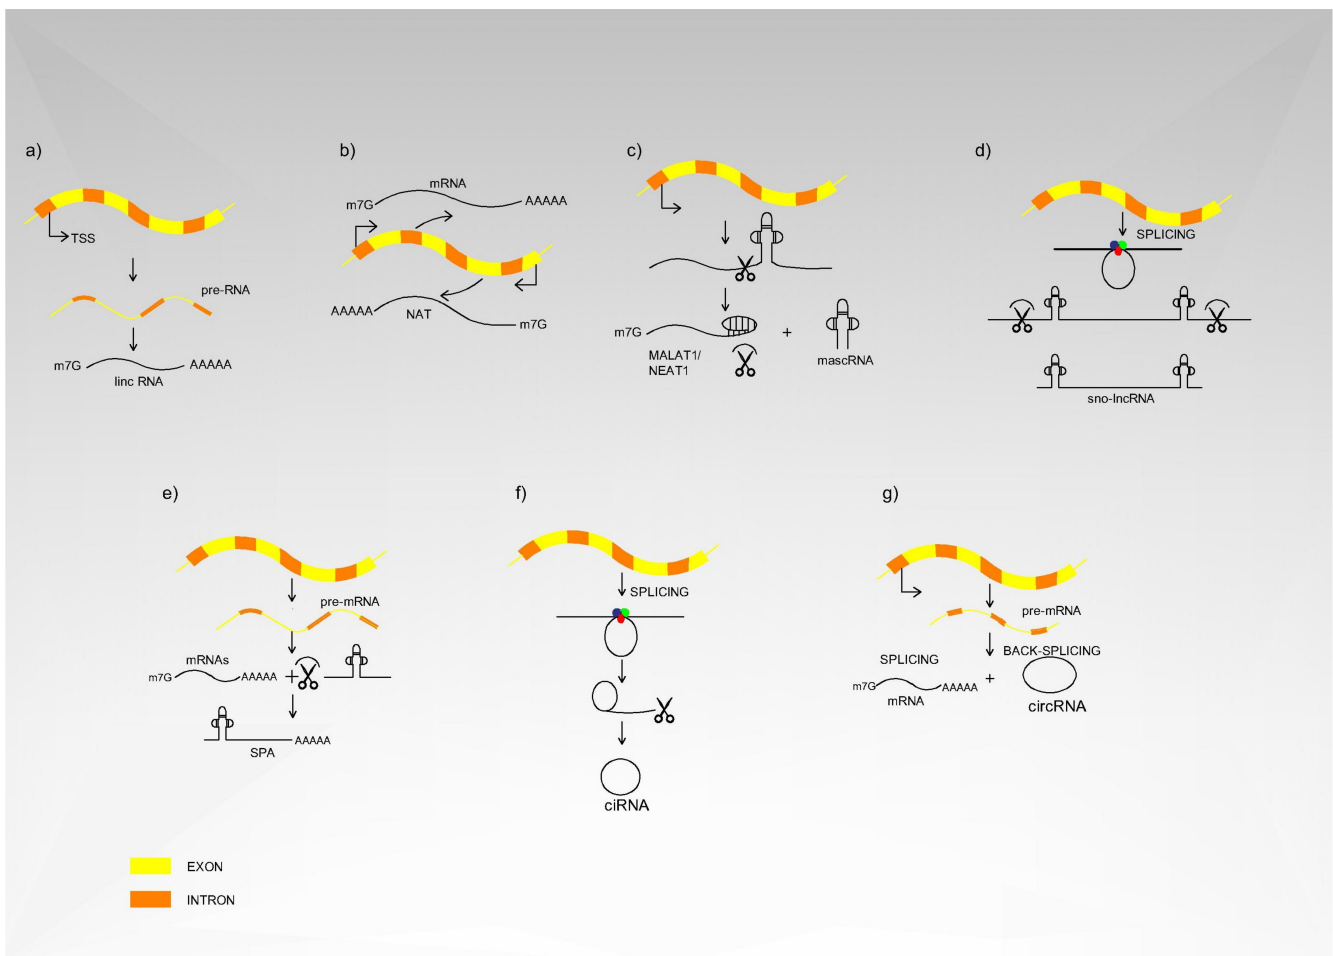 a)
TSS
pre-RNA
m7G
AAAAA
linc RNA
b)
mRNA
m7G
AAAAA
AAAAA
NAT
m7G
c)
m7G
+
MALAT1/
NEAT1
mascRNA
d)
SPLICING
sno-lncRNA
e)
pre-mRNA
mRNAs
m7G
AAAAA
+
AAAAA
SPA
f)
SPLICING
ciRNA
g)
pre-mRNA
SPLICING
BACK-SPLICING
m7G
AAAAA
+
mRNA
circRNA
EXON
INTRON